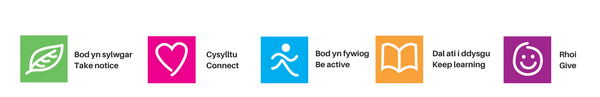 Bod yn sylwgar
Take notice
Cysylltu
Connect
Bod yn fywiog
Be active
Dal ati i ddysgu
Keep learning
Rhoi
Give